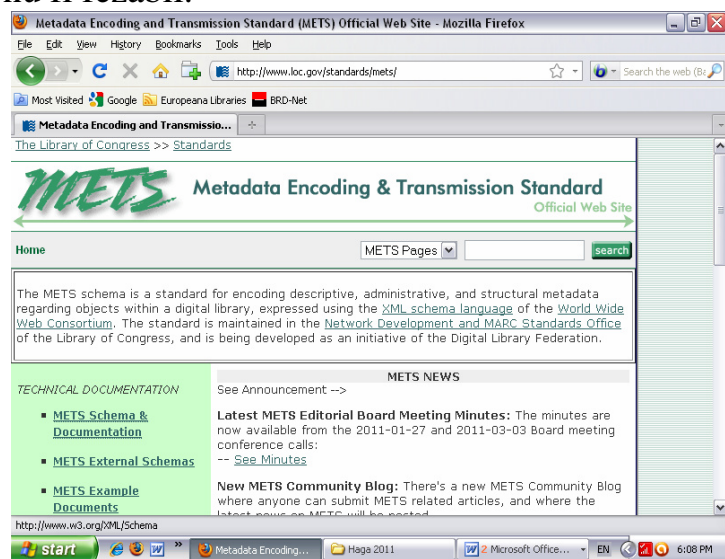 Metadata Encoding and Transmission Standard (METS) Official Web Site - Mozilla Firefox
File Edit View History Bookmarks Tools Help
http://www.loc.gov/standards/mets/
Search the web
Most Visited Google Europeana Libraries BRD-Net
Metadata Encoding and Transmissio...
The Library of Congress >> Standards
METS Metadata Encoding & Transmission Standard
Official Web Site
Home METS Pages search
The METS schema is a standard for encoding descriptive, administrative, and structural metadata
regarding objects within a digital library, expressed using the XML schema language of the World Wide
Web Consortium. The standard is maintained in the Network Development and MARC Standards Office
of the Library of Congress, and is being developed as an initiative of the Digital Library Federation.
TECHNICAL DOCUMENTATION
METS Schema &
Documentation
METS External Schemas
METS Example
Documents
METS NEWS
See Announcement -->
Latest METS Editorial Board Meeting Minutes: The minutes are
now available from the 2011-01-27 and 2011-03-03 Board meeting
conference calls:
-- See Minutes
New METS Community Blog: There's a new METS Community Blog
where anyone can submit METS related articles, and where the
latest news on METS will be posted
http://www.w3.org/XML/Schema
start Metadata Encoding... Haga 2011 2 Microsoft Office... EN 6:08 PM